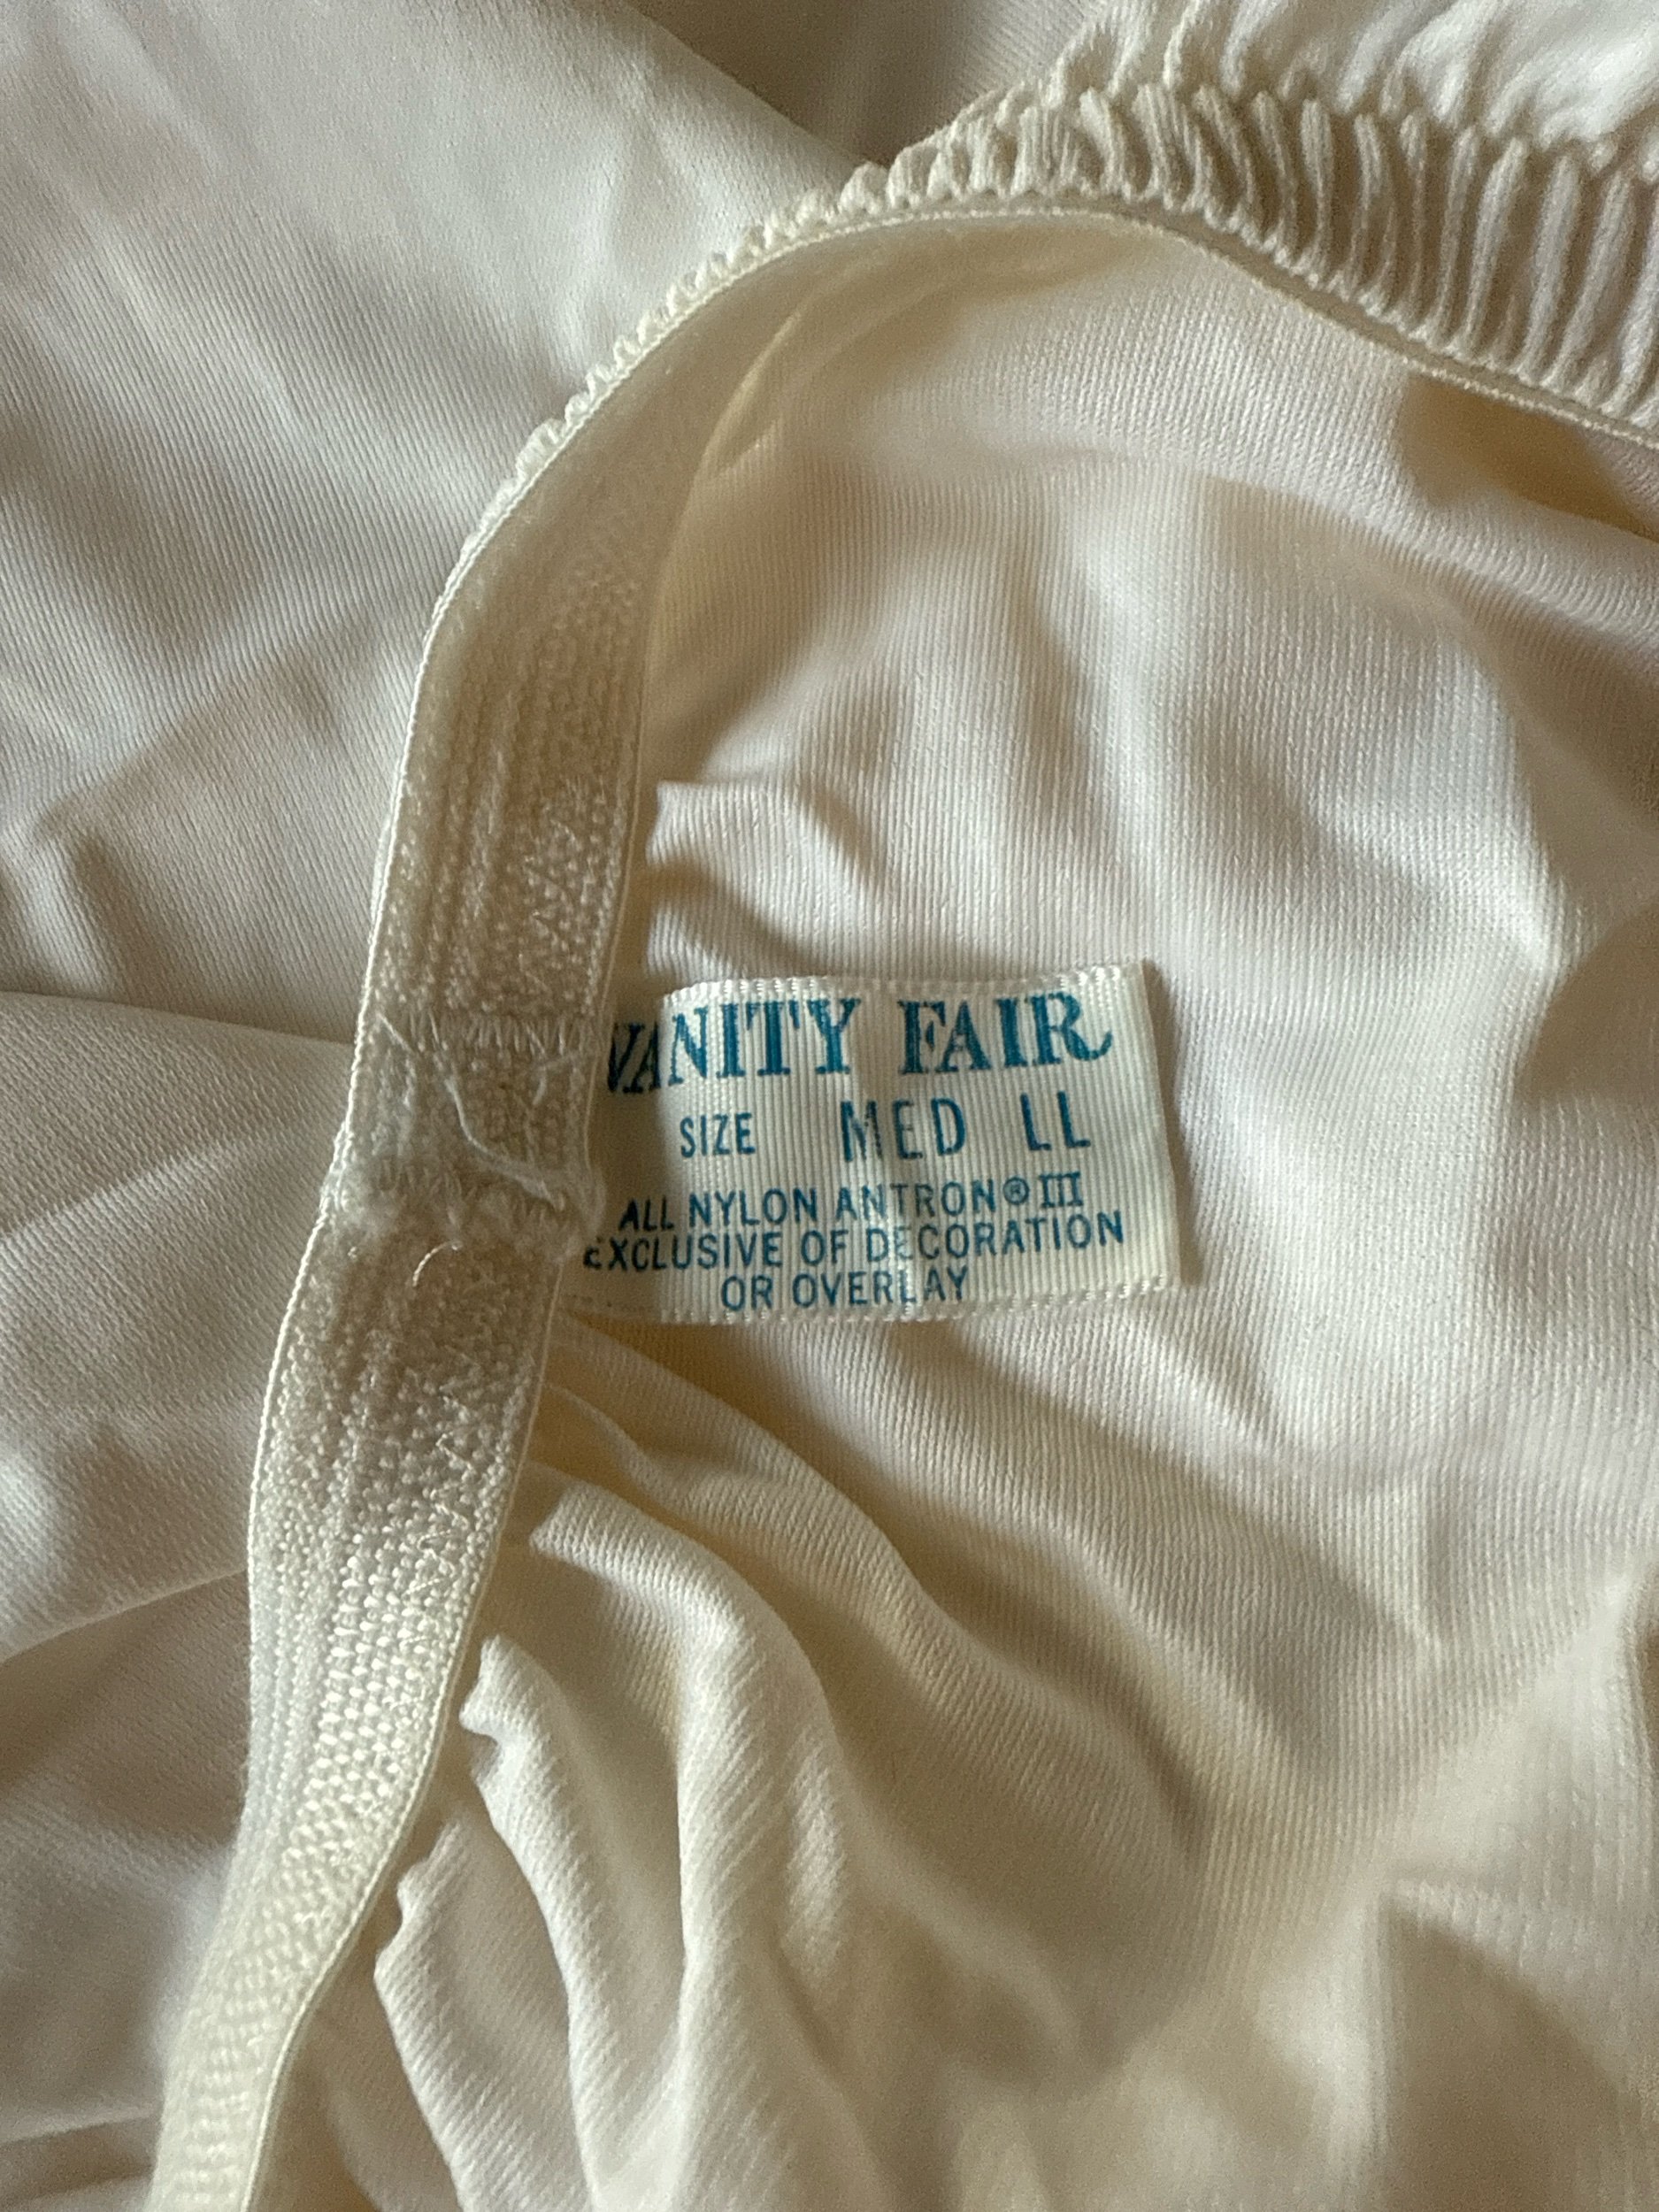 VANITY FAIR
SIZE MED LL
ALL NYLON ANTRON® III
EXCLUSIVE OF DECORATION
OR OVERLAY